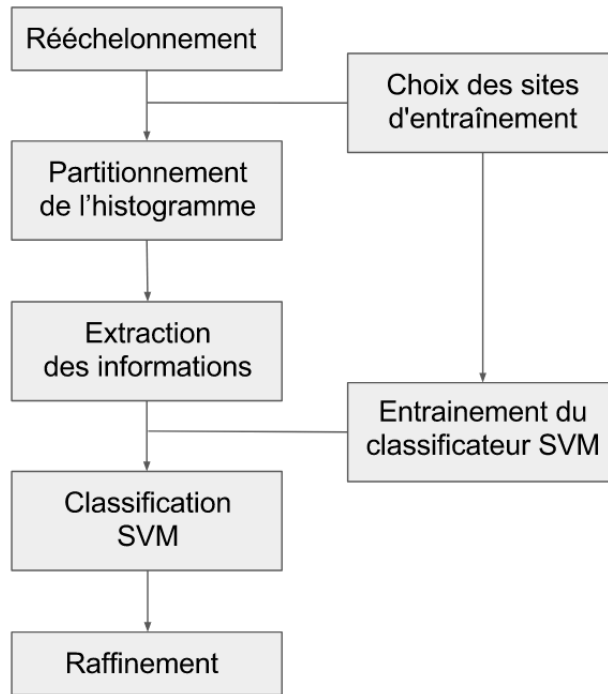 Rééchelonnement
Choix des sites
d'entraînement
Partitionnement
de l’histogramme
Extraction
des informations
Entrainement du
classificateur SVM
Classification
SVM
Raffinement